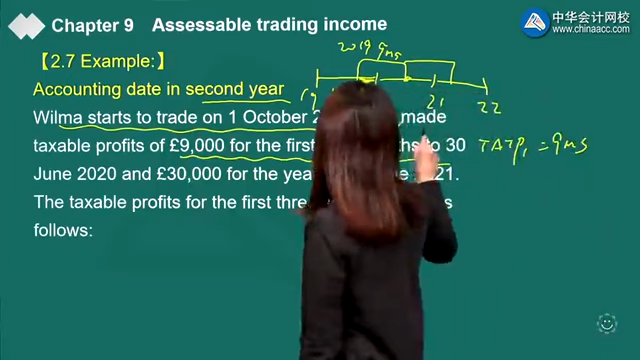 Chapter 9 Assessable trading income
中华会计网校
www.chinaacc.com
【2.7 Example:】
2019 9ms
Accounting date in second year
19 21 22
Wilma starts to trade on 1 October 2 made
taxable profits of £9,000 for the first ths to 30
TATP, = 9ms
June 2020 and £30,000 for the year e 2021.
The taxable profits for the first thre s
follows: